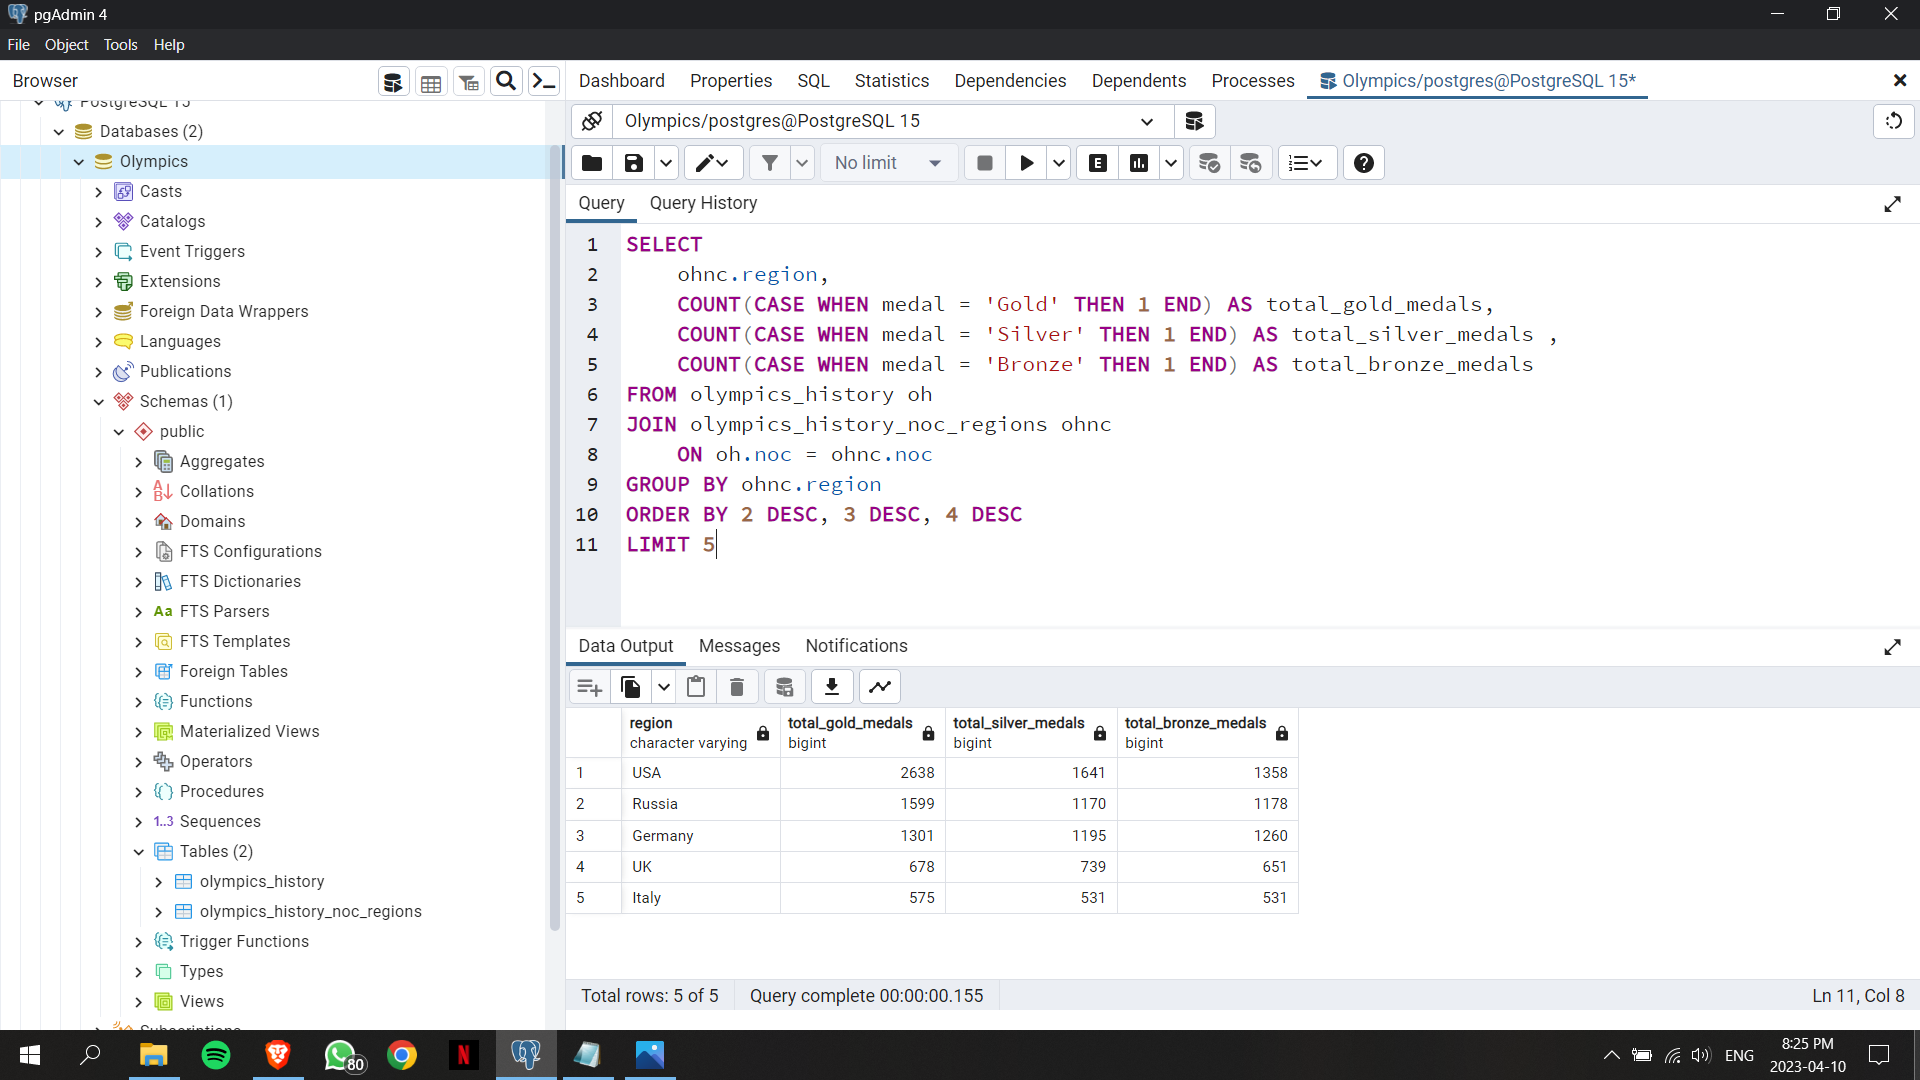 pgAdmin 4
File Object Tools Help
Browser
Dashboard Properties SQL Statistics Dependencies Dependents Processes Olympics/postgres@PostgreSQL 15*
PostgreSQL 15
Databases (2)
Olympics
Casts
Catalogs
Event Triggers
Extensions
Foreign Data Wrappers
Languages
Publications
Schemas (1)
public
Aggregates
Collations
Domains
FTS Configurations
FTS Dictionaries
Aa FTS Parsers
FTS Templates
Foreign Tables
Functions
Materialized Views
Operators
Procedures
1..3 Sequences
Tables (2)
olympics_history
olympics_history_noc_regions
Trigger Functions
Types
Views
Subscriptions
Olympics/postgres@PostgreSQL 15
No limit
E
Query Query History
1 SELECT
2 ohnc.region,
3 COUNT(CASE WHEN medal = 'Gold' THEN 1 END) AS total_gold_medals,
4 COUNT(CASE WHEN medal = 'Silver' THEN 1 END) AS total_silver_medals ,
5 COUNT(CASE WHEN medal = 'Bronze' THEN 1 END) AS total_bronze_medals
6 FROM olympics_history oh
7 JOIN olympics_history_noc_regions ohnc
8 ON oh.noc = ohnc.noc
9 GROUP BY ohnc.region
10 ORDER BY 2 DESC, 3 DESC, 4 DESC
11 LIMIT 5
Data Output Messages Notifications
region total_gold_medals total_silver_medals total_bronze_medals
character varying bigint bigint bigint
1 USA 2638 1641 1358
2 Russia 1599 1170 1178
3 Germany 1301 1195 1260
4 UK 678 739 651
5 Italy 575 531 531
Total rows: 5 of 5 Query complete 00:00:00.155 Ln 11, Col 8
80
N
ENG
8:25 PM
2023-04-10